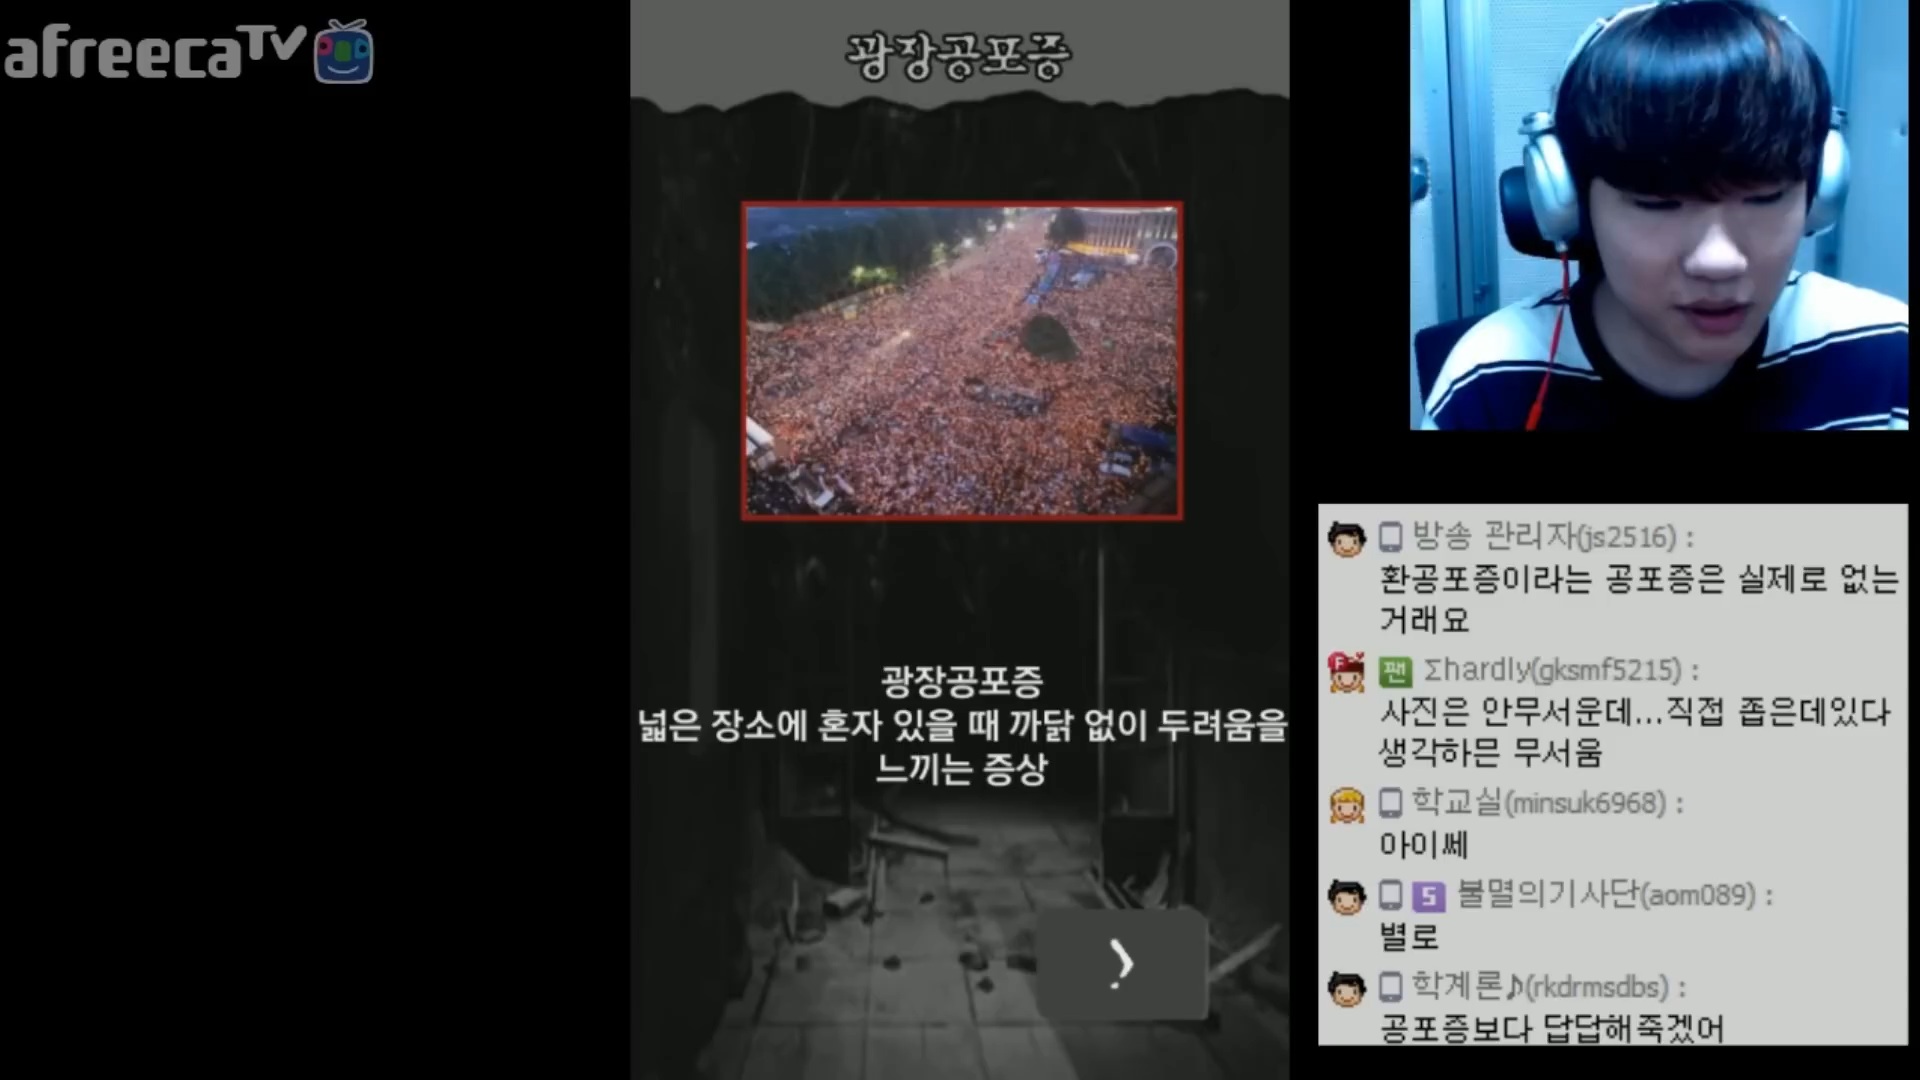 afreecaTV
광장공포증
광장공포증
넓은 장소에 혼자 있을 때 까닭 없이 두려움을
느끼는 증상
방송 관리자(js2516) :
환공포증이라는 공포증은 실제로 없는
거래요
F 팬 Σhardly(gksmf5215) :
사진은 안무서운데...직접 좁은데있다
생각하믄 무서움
학교실(minsuk6968) :
아이쎄
S 불멸의기사단(aom089) :
별로
학계론♪(rkdrmsdbs) :
공포증보다 답답해죽겠어